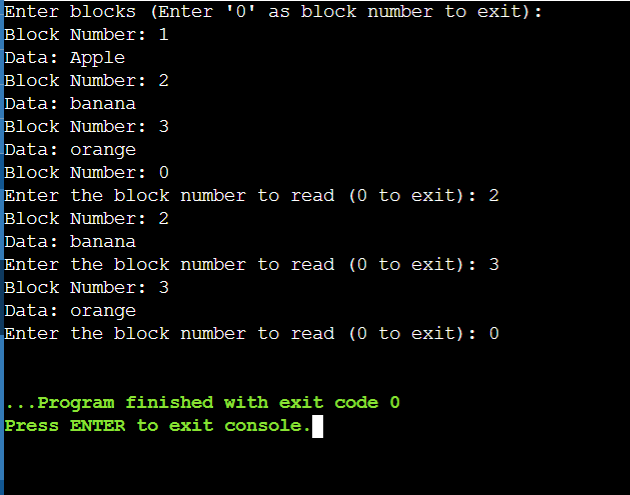 Enter blocks (Enter '0' as block number to exit):
Block Number: 1
Data: Apple
Block Number: 2
Data: banana
Block Number: 3
Data: orange
Block Number: 0
Enter the block number to read (0 to exit): 2
Block Number: 2
Data: banana
Enter the block number to read (0 to exit): 3
Block Number: 3
Data: orange
Enter the block number to read (0 to exit): 0
...Program finished with exit code 0
Press ENTER to exit console.